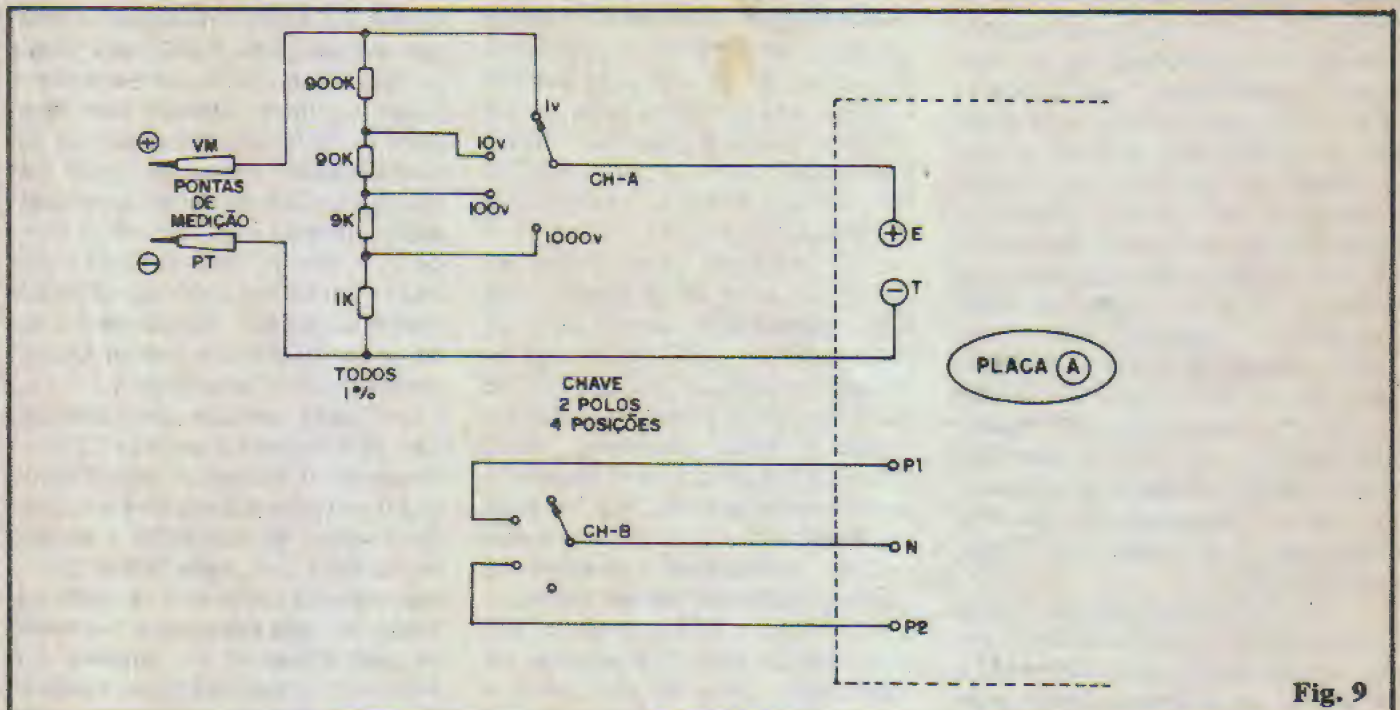 900K
1v
10v
90K
⊕ VM
CH-A
PONTAS
DE
MEDIÇÃO
100v
9K
1000v
⊕ E
⊖ PT
⊖ T
1K
PLACA Ⓐ
TODOS
1%
CHAVE
2 POLOS
4 POSIÇÕES
P1
CH-B
N
P2
Fig. 9